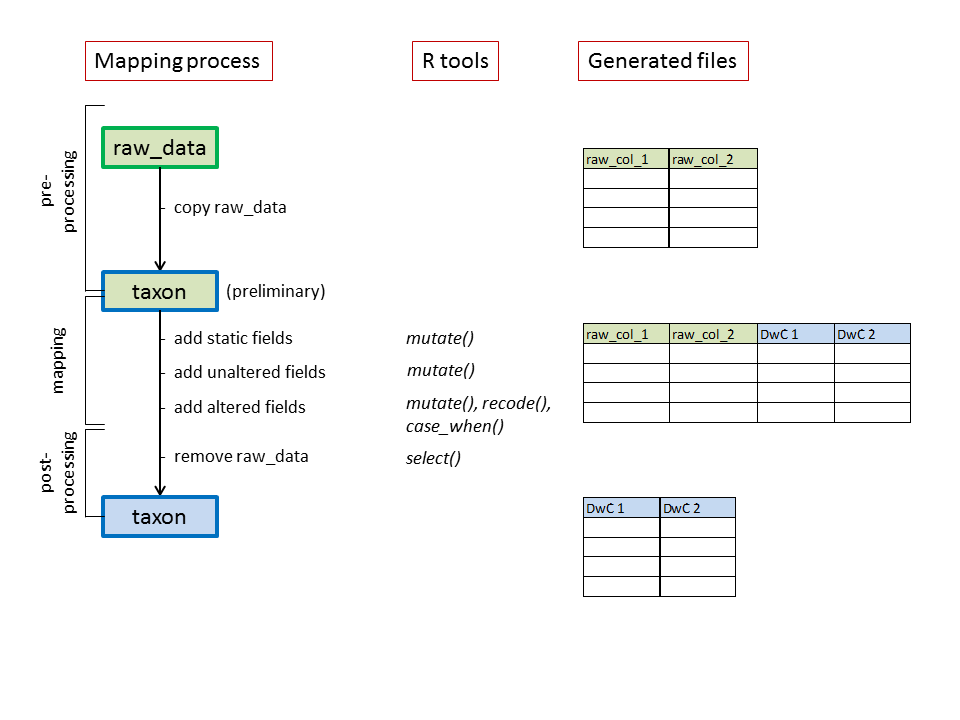 Mapping process
R tools
Generated files
pre-
processing
raw_data
copy raw_data
taxon
(preliminary)
raw_col_1 raw_col_2
mapping
add static fields
mutate()
add unaltered fields
mutate()
add altered fields
mutate(), recode(),
case_when()
raw_col_1 raw_col_2 DwC 1 DwC 2
post-
processing
remove raw_data
select()
taxon
DwC 1 DwC 2